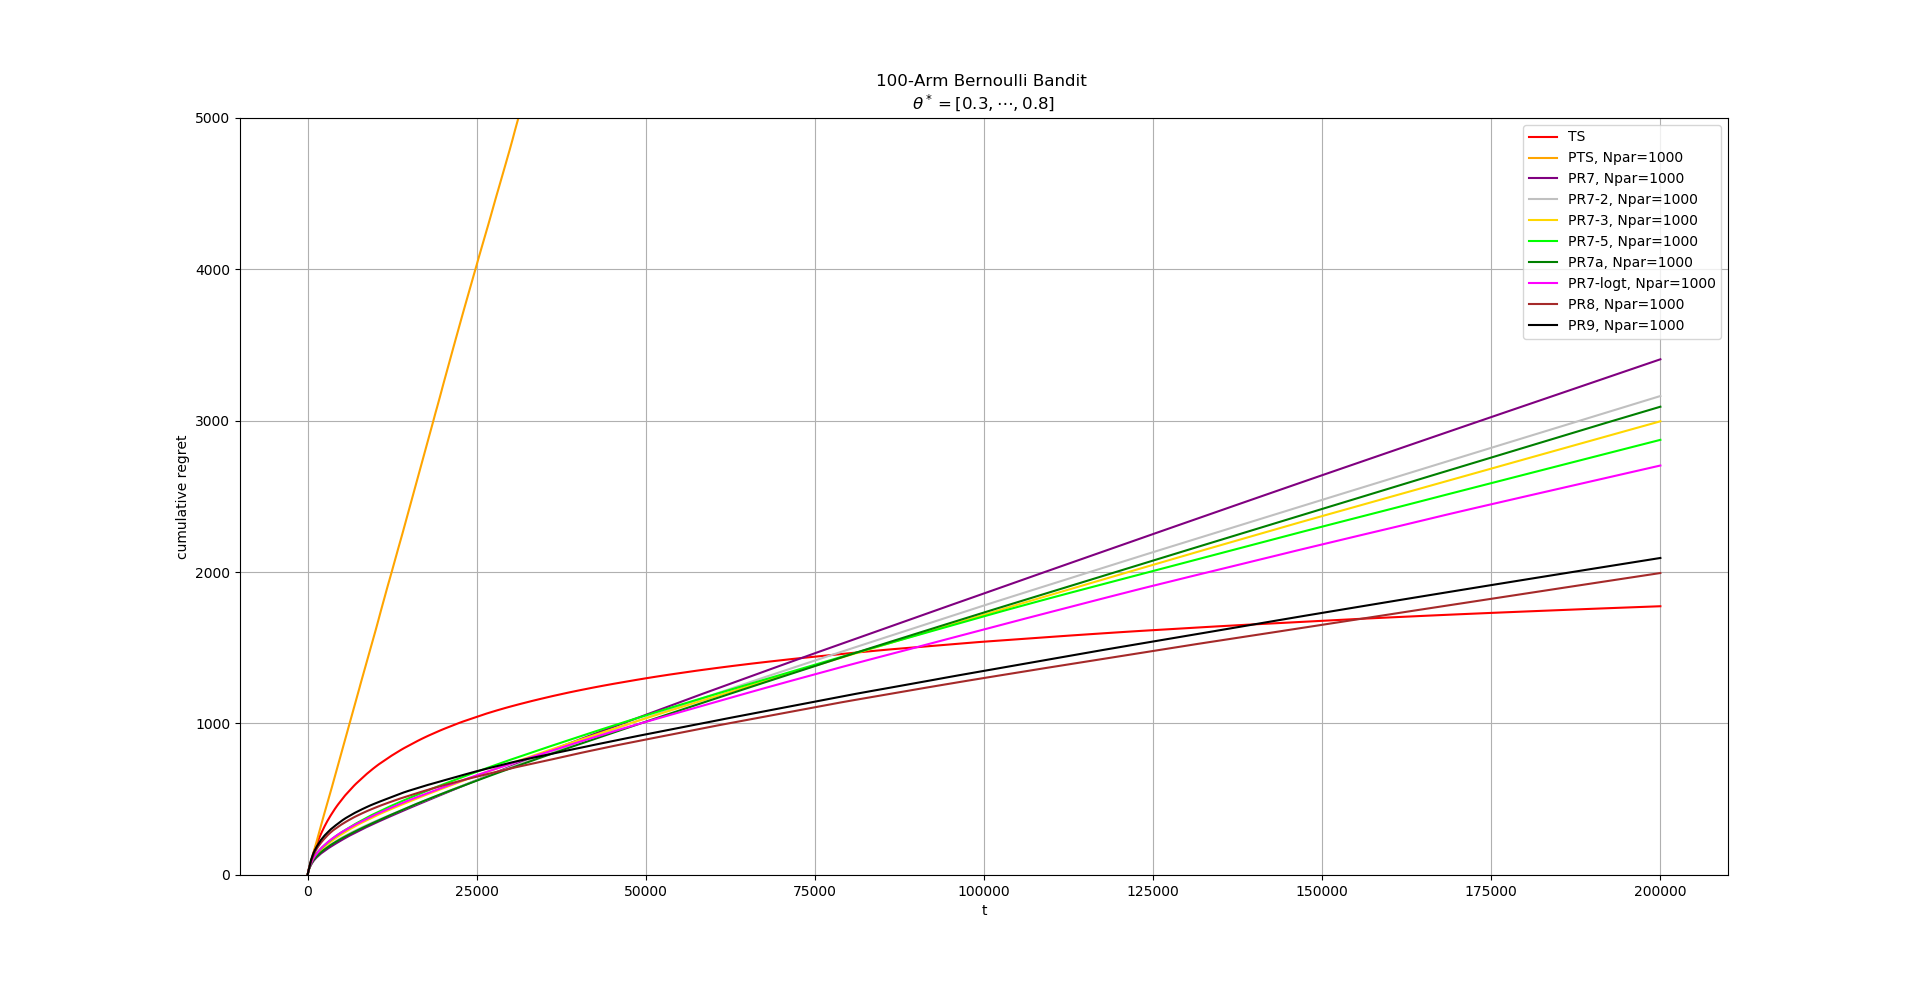 100-Arm Bernoulli Bandit
θ* = [0.3, ⋯, 0.8]
5000
4000
3000
2000
1000
0
cumulative regret
0 25000 50000 75000 100000 125000 150000 175000 200000
t
TS
PTS, Npar=1000
PR7, Npar=1000
PR7-2, Npar=1000
PR7-3, Npar=1000
PR7-5, Npar=1000
PR7a, Npar=1000
PR7-logt, Npar=1000
PR8, Npar=1000
PR9, Npar=1000